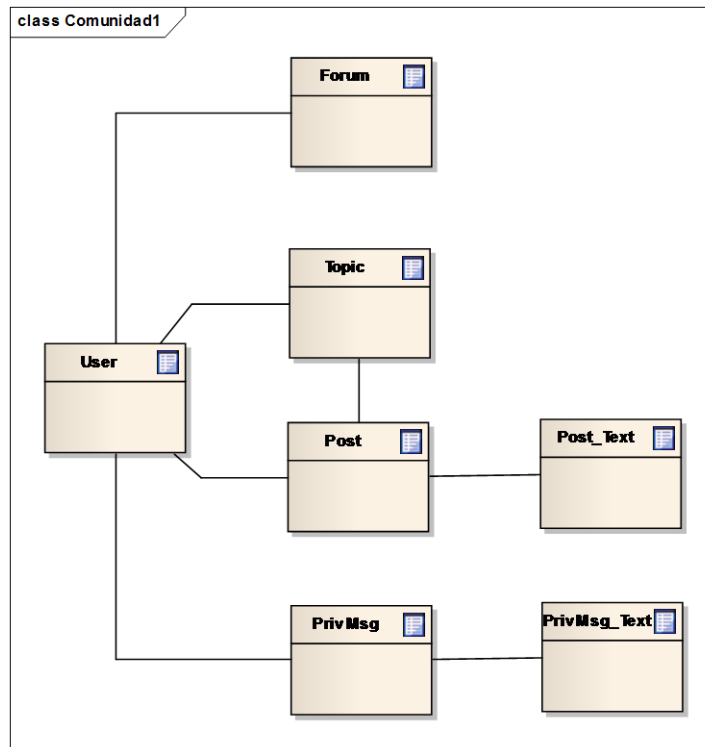 class Comunidad1
Forum
Topic
User
Post
Post_Text
PrivMsg
PrivMsg_Text